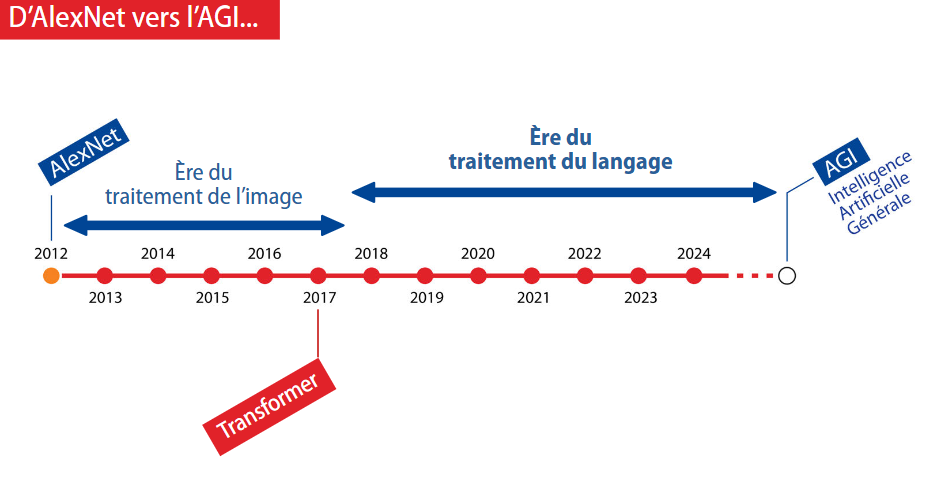 D’AlexNet vers l’AGI...
AlexNet
Ère du
traitement de l’image
Ère du
traitement du langage
AGI
Intelligence
Artificielle
Générale
2012
2014
2016
2018
2020
2022
2024
2013
2015
2017
2019
2021
2023
Transformer